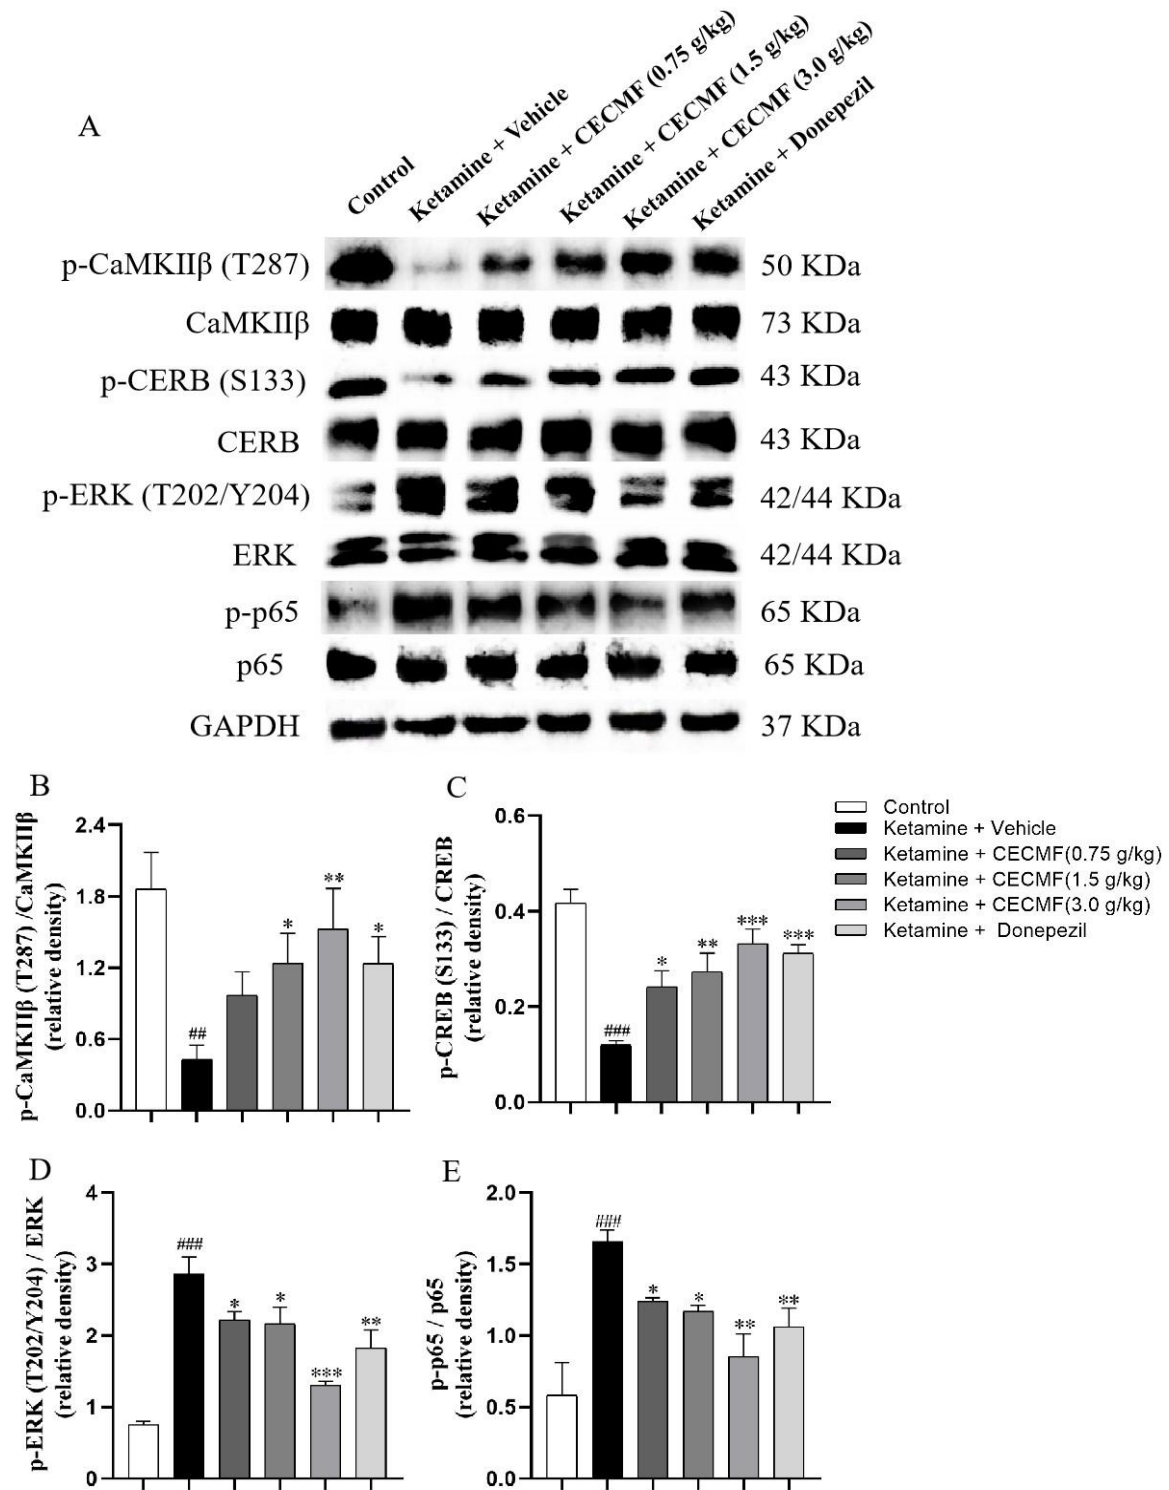 A
Control
Ketamine + Vehicle
Ketamine + CECMF (0.75 g/kg)
Ketamine + CECMF (1.5 g/kg)
Ketamine + CECMF (3.0 g/kg)
Ketamine + Donepezil
p-CaMKIIβ (T287) 50 KDa
CaMKIIβ 73 KDa
p-CERB (S133) 43 KDa
CERB 43 KDa
p-ERK (T202/Y204) 42/44 KDa
ERK 42/44 KDa
p-p65 65 KDa
p65 65 KDa
GAPDH 37 KDa
B
p-CaMKIIβ (T287) /CaMKIIβ
(relative density)
2.4
1.8
1.2
0.6
0.0
##
*
**
*
C
p-CREB (S133) / CREB
(relative density)
0.6
0.4
0.2
0.0
###
*
**
***
***
Control
Ketamine + Vehicle
Ketamine + CECMF(0.75 g/kg)
Ketamine + CECMF(1.5 g/kg)
Ketamine + CECMF(3.0 g/kg)
Ketamine + Donepezil
D
p-ERK (T202/Y204) / ERK
(relative density)
4
3
2
1
0
###
*
*
***
**
E
p-p65 / p65
(relative density)
2.0
1.5
1.0
0.5
0.0
###
*
*
**
**